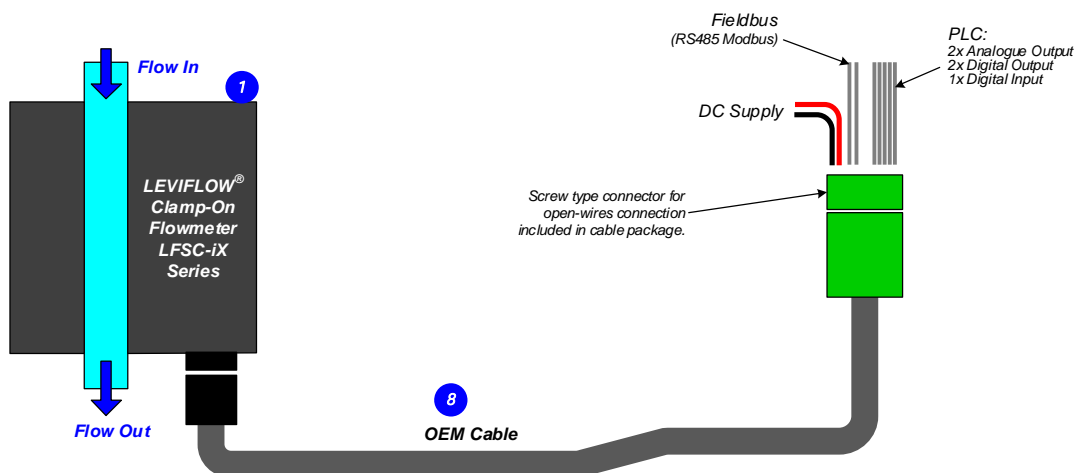 Flow In
1
LEVIFLOW®
Clamp-On
Flowmeter
LFSC-iX
Series
Flow Out
8
OEM Cable
Fieldbus
(RS485 Modbus)
PLC:
2x Analogue Output
2x Digital Output
1x Digital Input
DC Supply
Screw type connector for
open-wires connection
included in cable package.